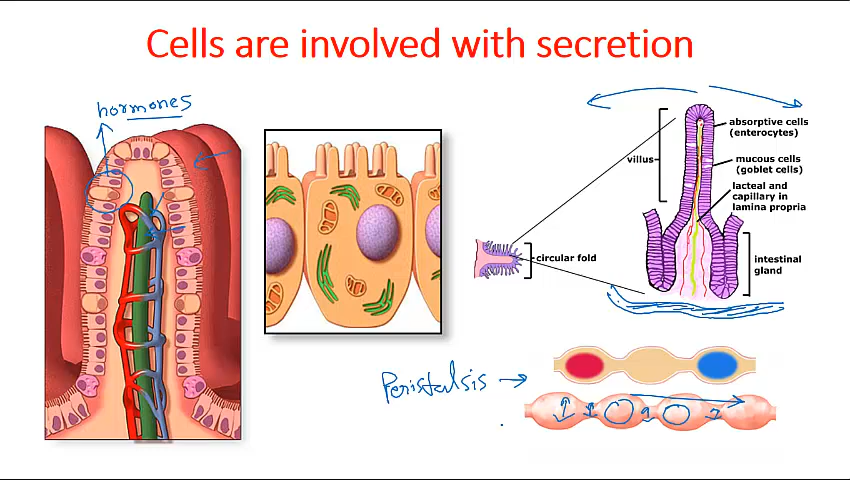 Cells are involved with secretion
hormones
absorptive cells
(enterocytes)
villus
mucous cells
(goblet cells)
lacteal and
capillary in
lamina propria
circular fold
intestinal
gland
Peristalsis